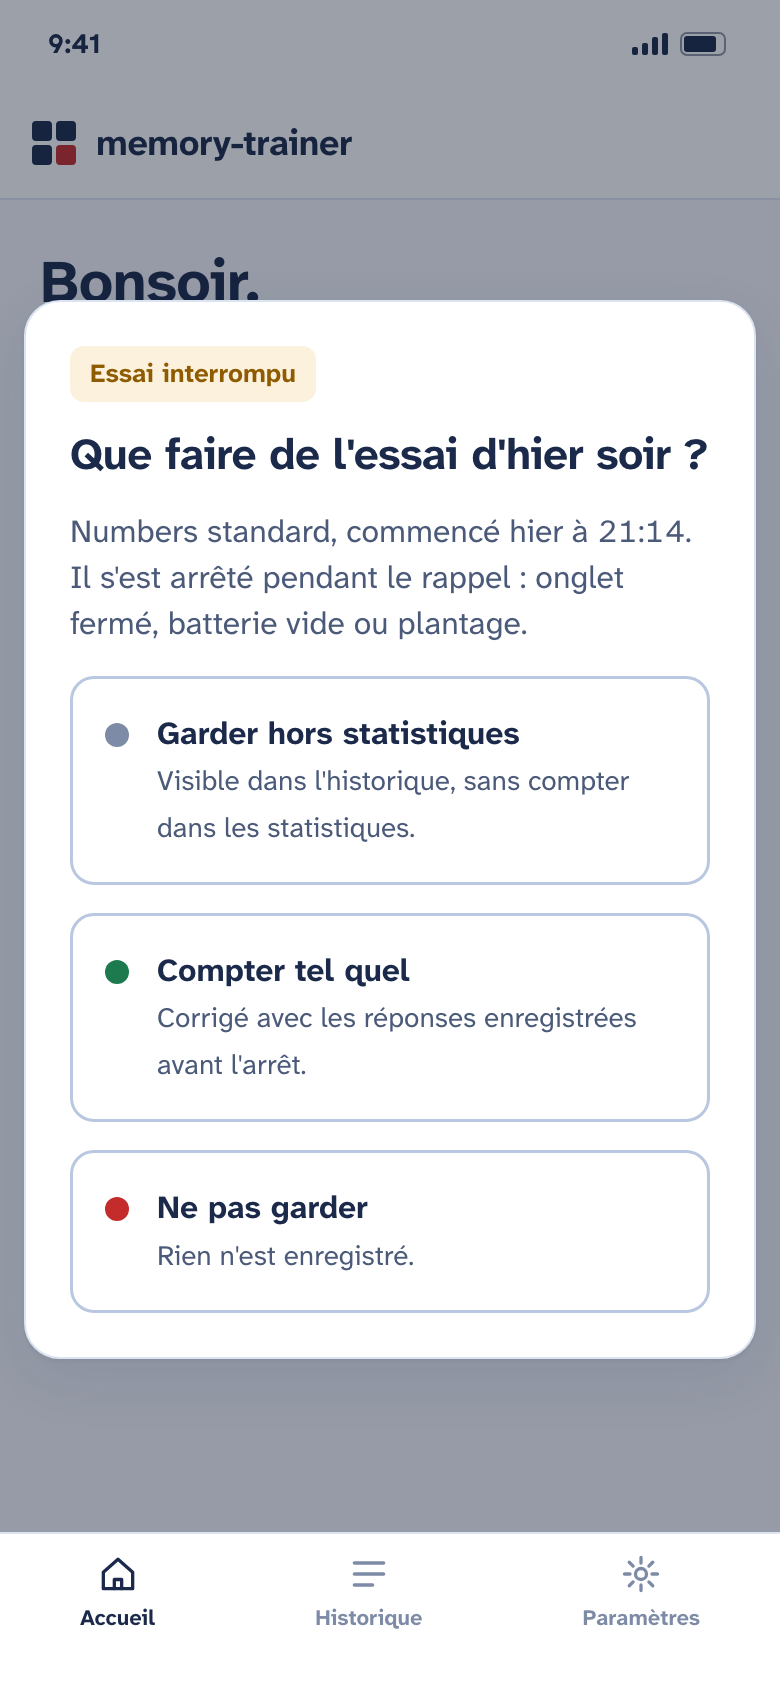 9:41
memory-trainer
Bonsoir.
Essai interrompu
Que faire de l'essai d'hier soir ?
Numbers standard, commencé hier à 21:14.
Il s'est arrêté pendant le rappel : onglet
fermé, batterie vide ou plantage.
Garder hors statistiques
Visible dans l'historique, sans compter
dans les statistiques.
Compter tel quel
Corrigé avec les réponses enregistrées
avant l'arrêt.
Ne pas garder
Rien n'est enregistré.
Accueil
Historique
Paramètres